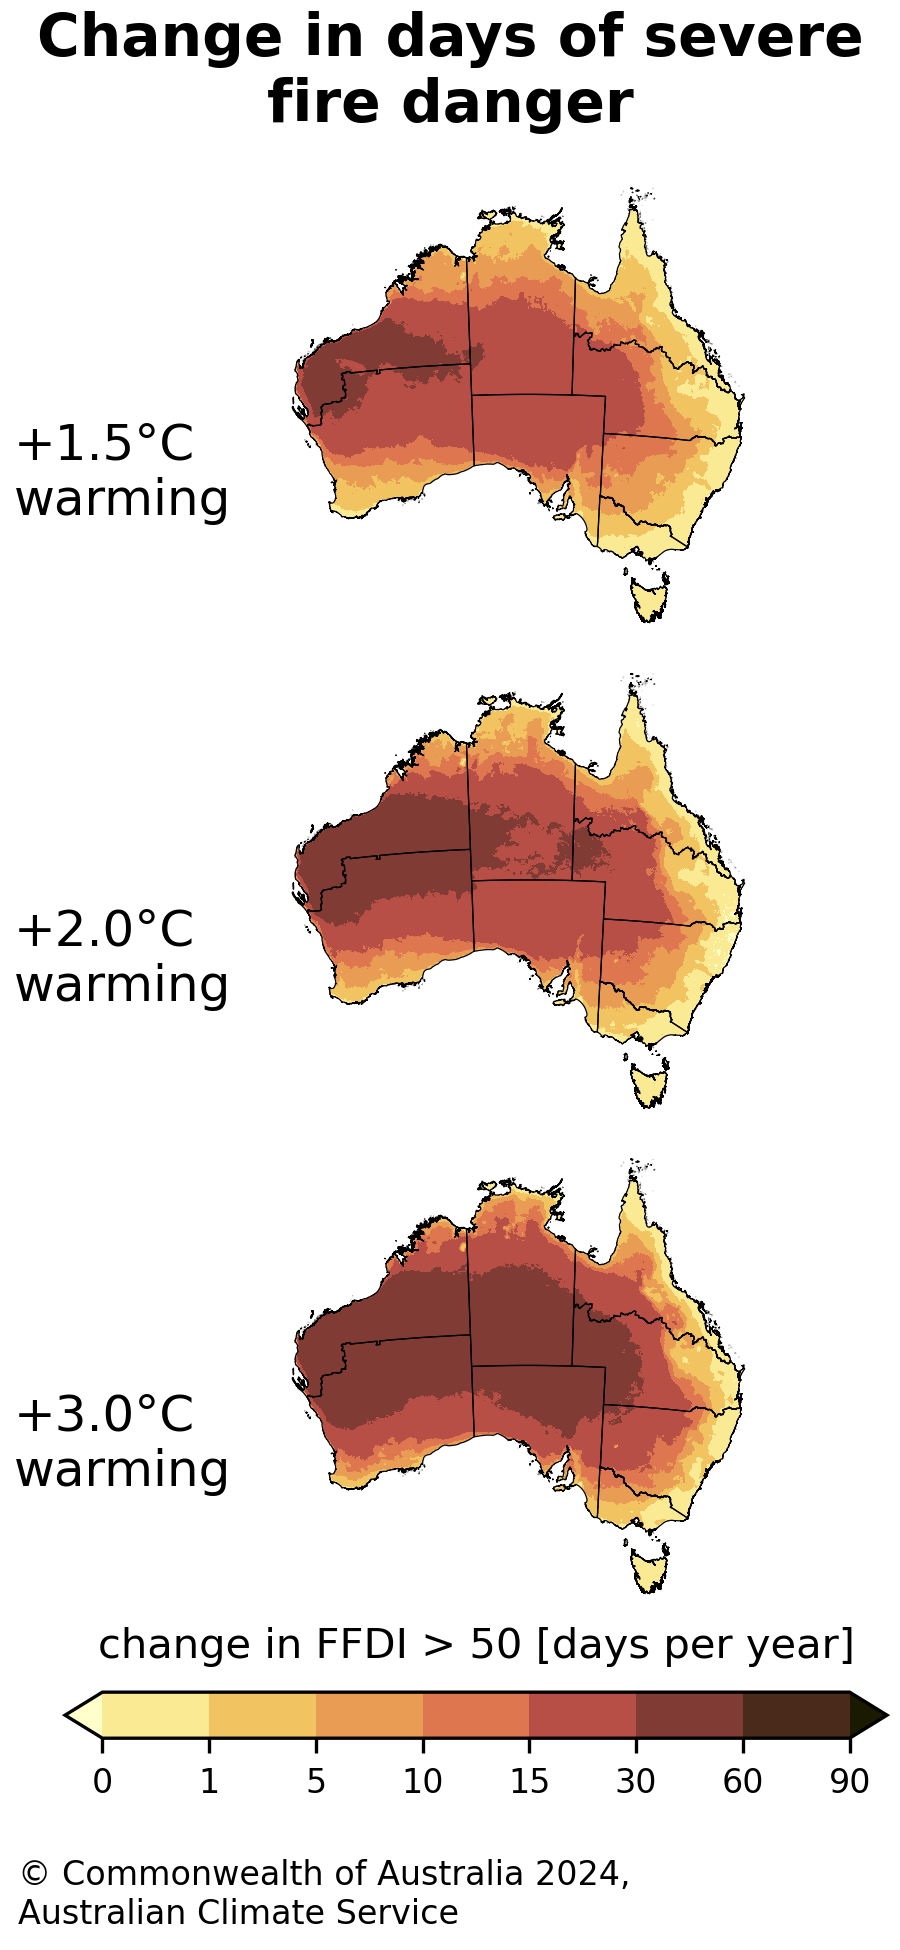 Change in days of severe
fire danger
+1.5°C
warming
+2.0°C
warming
+3.0°C
warming
change in FFDI > 50 [days per year]
0 1 5 10 15 30 60 90
© Commonwealth of Australia 2024,
Australian Climate Service